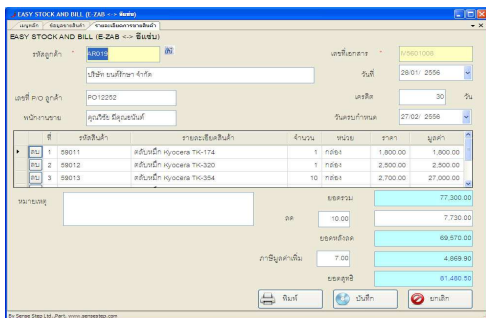 EASY STOCK AND BILL (E-ZAB <-> ซีแซ่บ)
เมนูหลัก ข้อมูลขายสินค้า รายละเอียดการขายสินค้า
EASY STOCK AND BILL (E-ZAB <-> ซีแซ่บ)
รหัสลูกค้า * AR019 เลขที่เอกสาร * IV5601008
บริษัท ยนต์รักษา จำกัด วันที่ 28/01/ 2556
เลขที่ P/O ลูกค้า PO12252 เครดิต 30 วัน
พนักงานขาย คุณวิชัย มีคุณอนันต์ วันครบกำหนด 27/02/ 2556
ที่ รหัสสินค้า รายละเอียดสินค้า จำนวน หน่วย ราคา มูลค่า
ลบ 1 59011 ตลับหมึก Kyocera TK-174 1 กล่อง 1,800.00 1,800.00
ลบ 2 59012 ตลับหมึก Kyocera TK-320 1 กล่อง 2,500.00 2,500.00
ลบ 3 59013 ตลับหมึก Kyocera TK-354 10 กล่อง 2,700.00 27,000.00
หมายเหตุ ยอดรวม 77,300.00
ลด 10.00 7,730.00
ยอดหลังลด 69,570.00
ภาษีมูลค่าเพิ่ม 7.00 4,869.90
ยอดสุทธิ 61,480.50
พิมพ์ บันทึก ยกเลิก
By Sense Step Ltd.,Part. www.sensestep.com